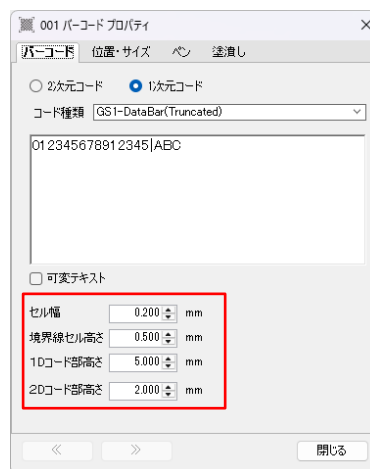 001 バーコード プロパティ
バーコード 位置・サイズ ペン 塗潰し
2次元コード 1次元コード
コード種類 GS1-DataBar(Truncated)
012345678912345|ABC
可変テキスト
セル幅 0.200 mm
境界線セル高さ 0.500 mm
1Dコード部高さ 5.000 mm
2Dコード部高さ 2.000 mm
閉じる